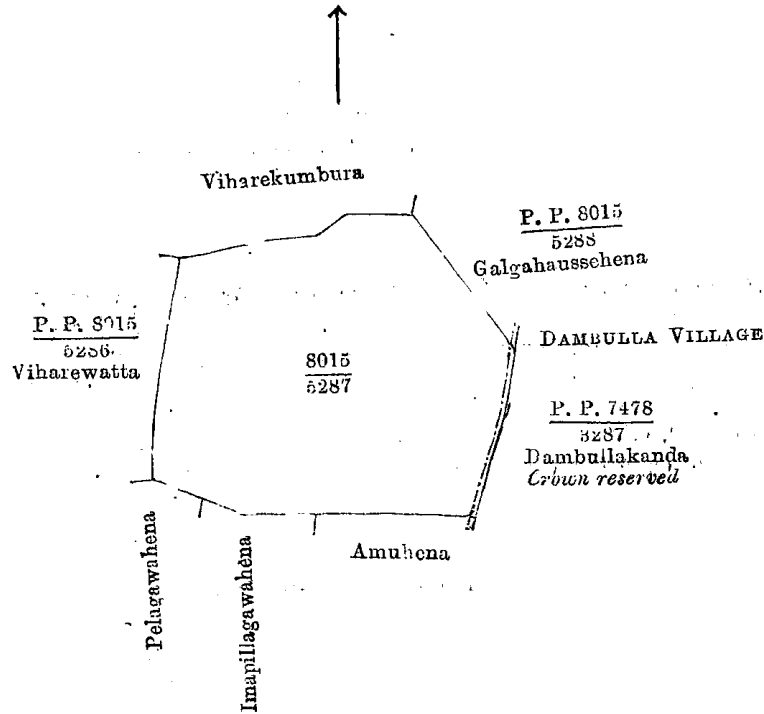 Viharekumbura
P. P. 8015
5288
Galgahaussehena
P. P. 8015
5286
Viharewatta
8015
5287
DAMBULLA VILLAGE
P. P. 7478
3287
Dambullakanda
Crown reserved
Pelagawahena
Imapillagawahena
Amuhena